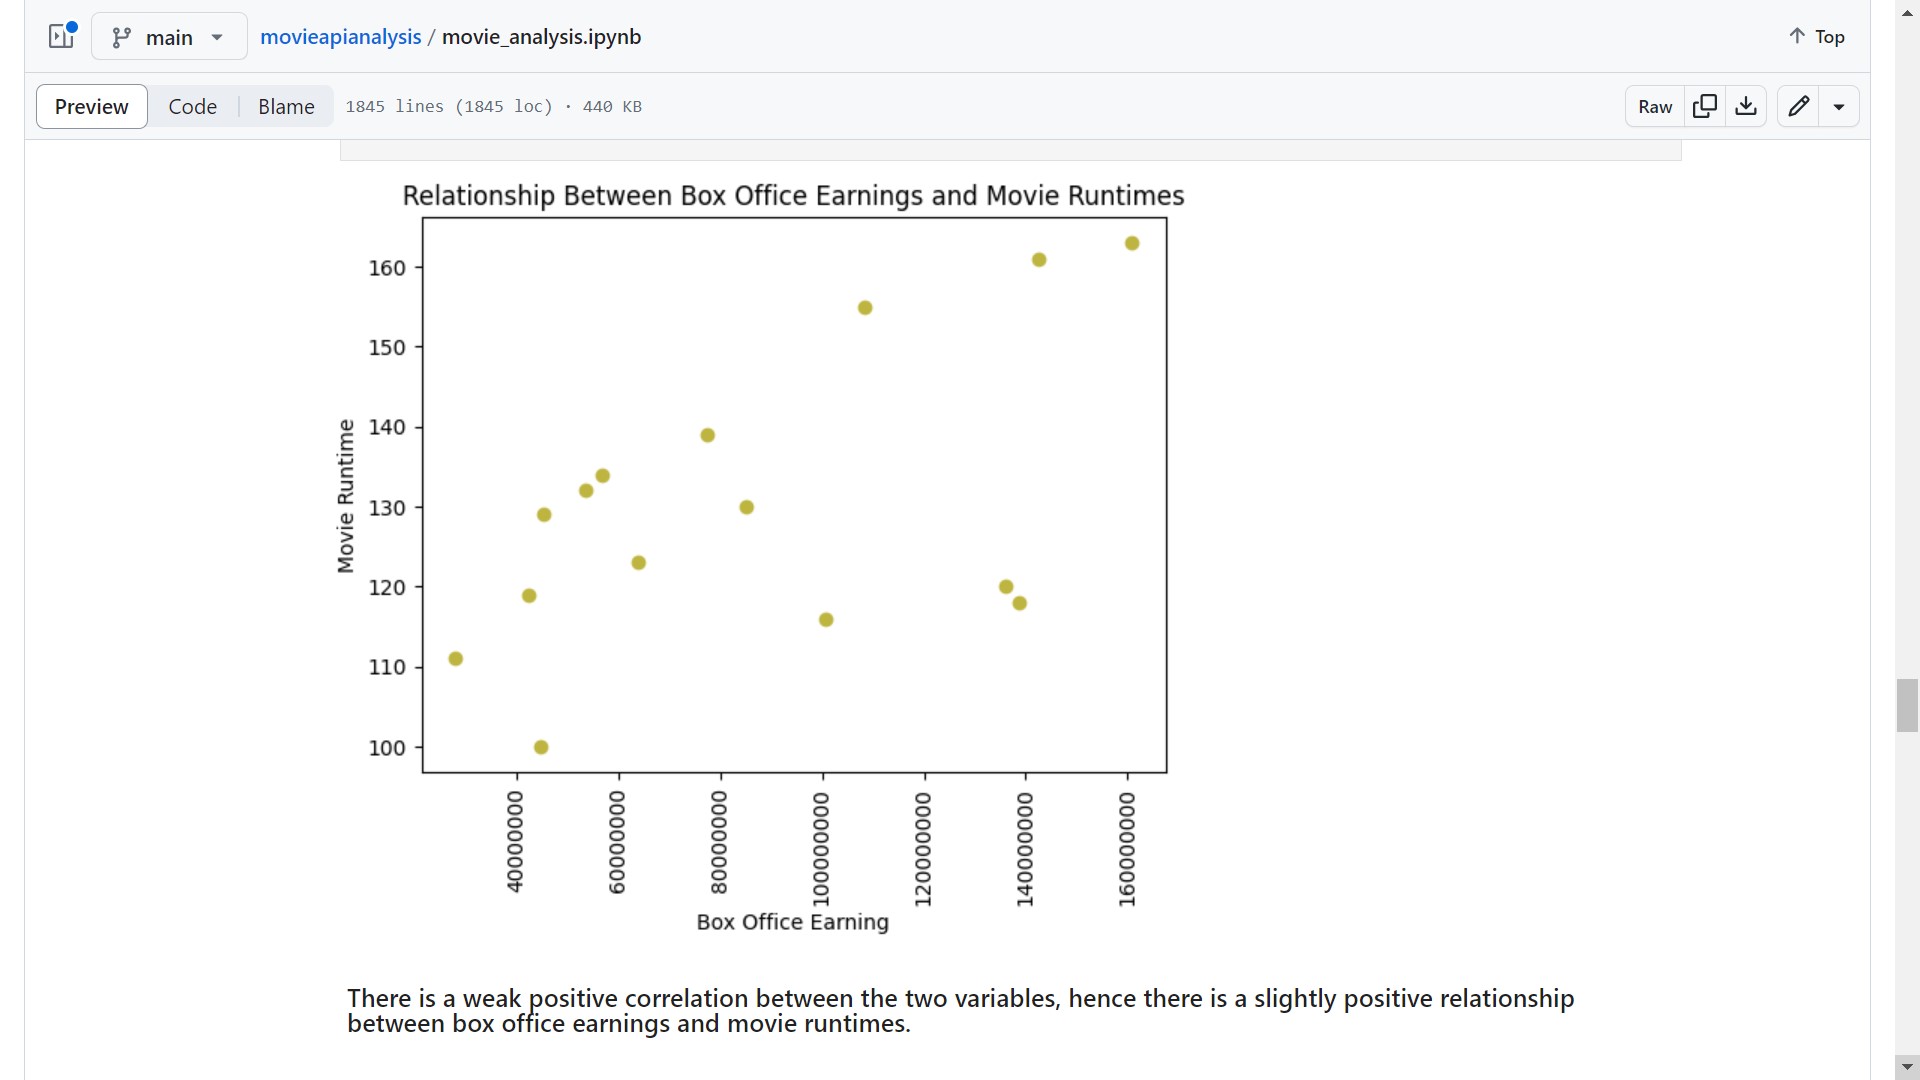 main
movieapianalysis / movie_analysis.ipynb
Top
Preview
Code
Blame
1845 lines (1845 loc) · 440 KB
Raw
Relationship Between Box Office Earnings and Movie Runtimes
160
150
140
130
120
110
100
Movie Runtime
40000000
60000000
80000000
100000000
120000000
140000000
160000000
Box Office Earning
There is a weak positive correlation between the two variables, hence there is a slightly positive relationship
between box office earnings and movie runtimes.